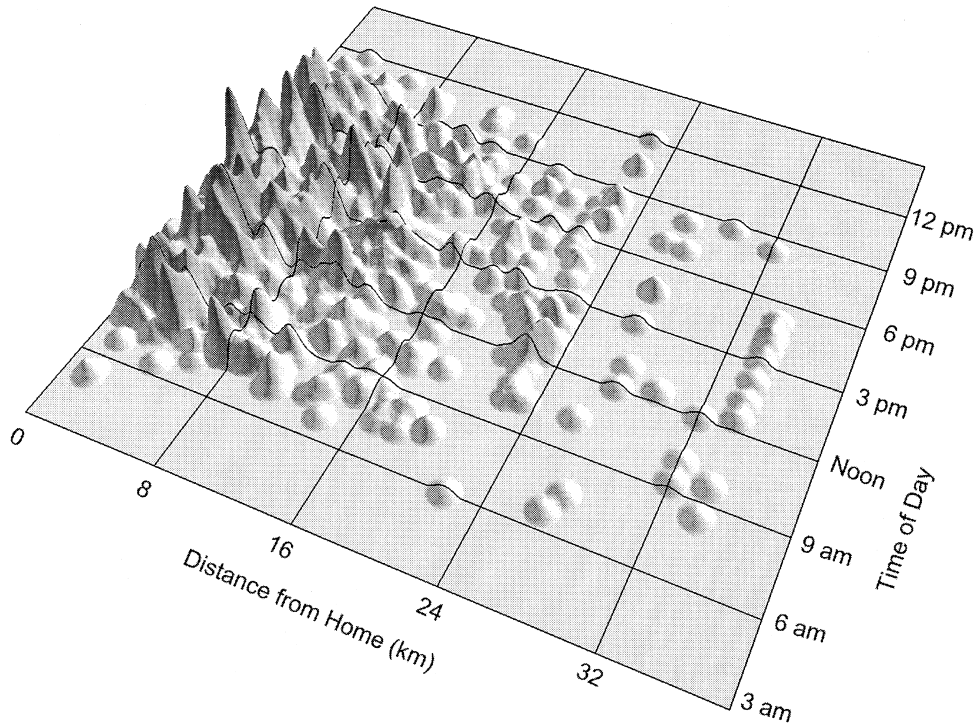 12 pm
9 pm
6 pm
3 pm
Noon
9 am
6 am
3 am
Time of Day
0
8
16
24
32
Distance from Home (km)